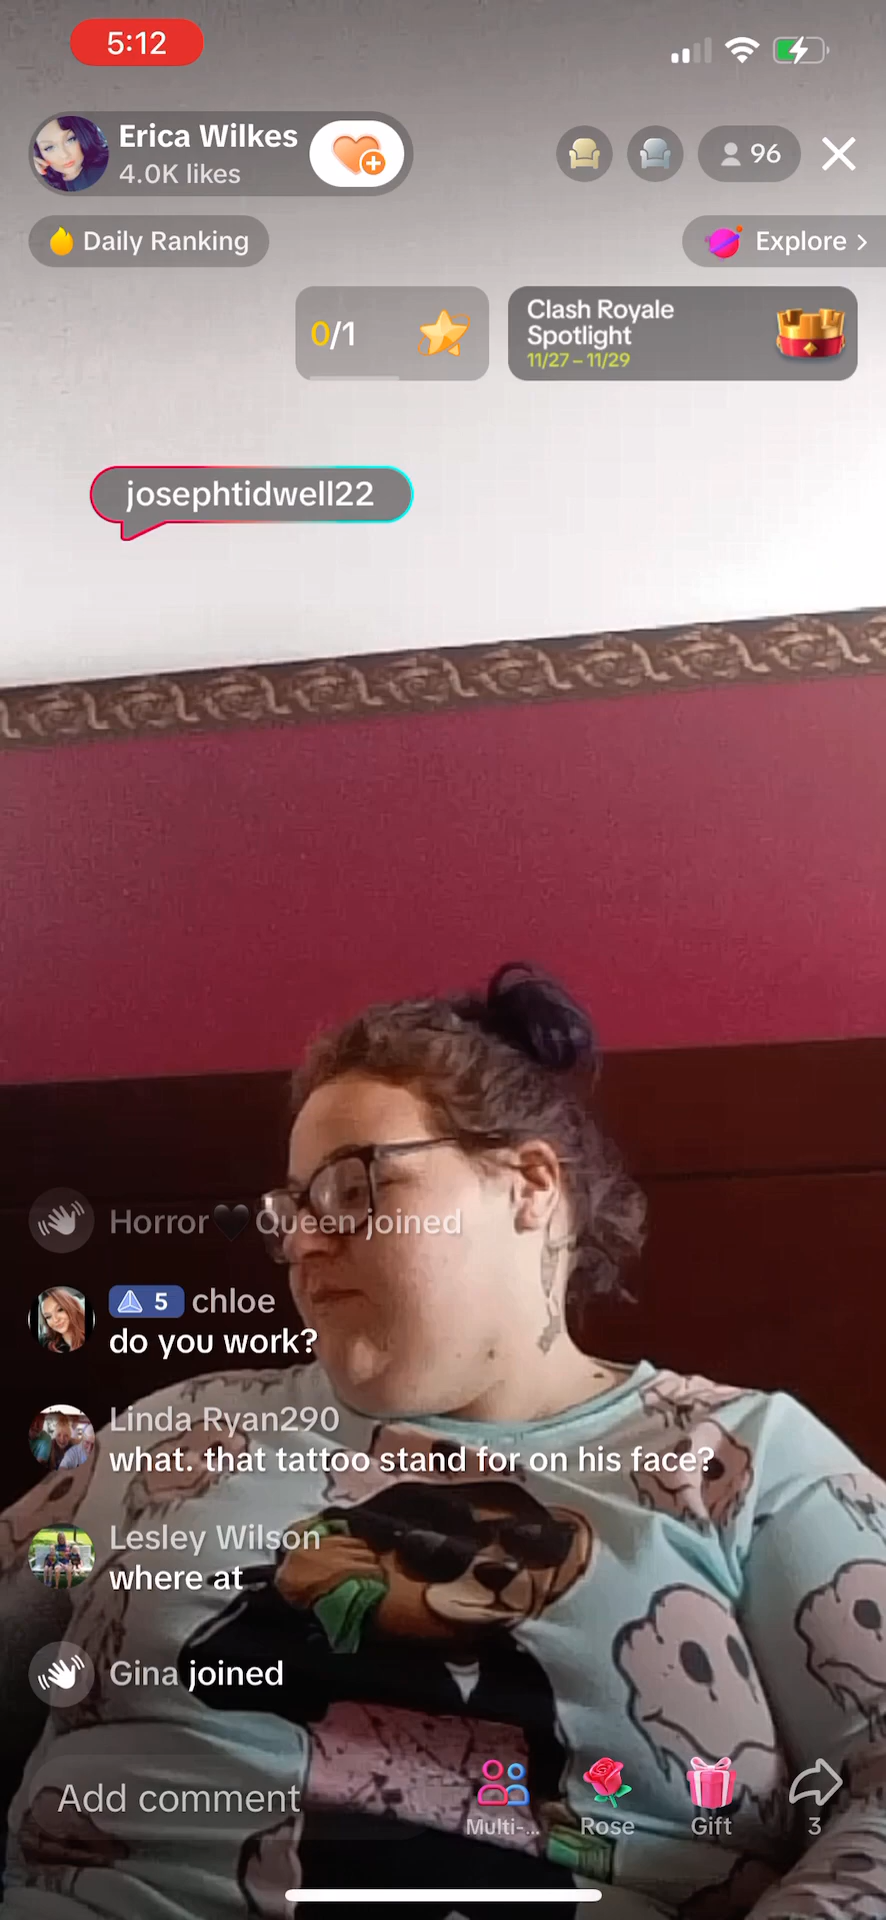 5:12
Erica Wilkes
4.0K likes
96
Daily Ranking
Explore >
0/1
Clash Royale
Spotlight
11/27 – 11/29
josephtidwell22
Horror🖤Queen joined
5 chloe
do you work?
Linda Ryan290
what. that tattoo stand for on his face?
Lesley Wilson
where at
Gina joined
Add comment
Multi-...
Rose
Gift
3